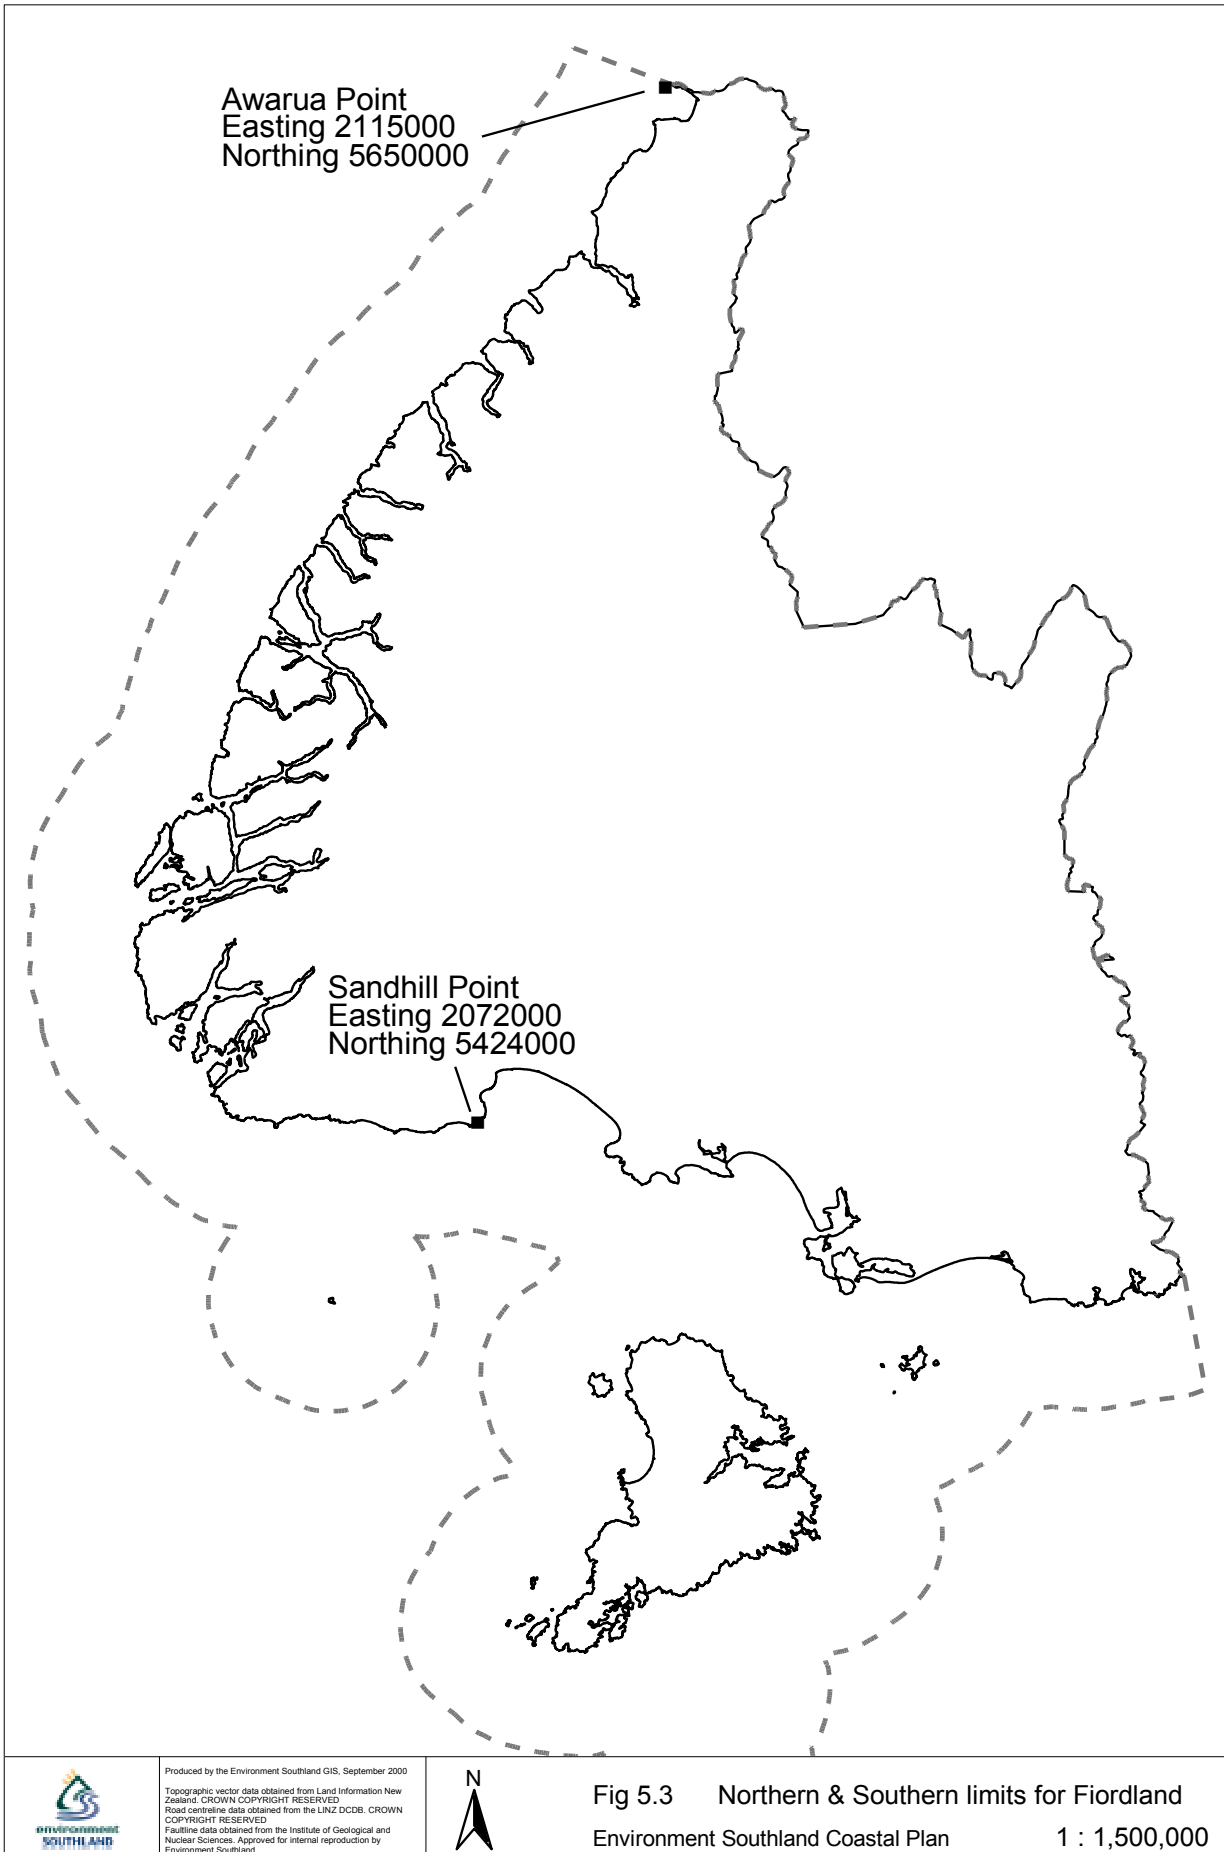 Awarua Point
Easting 2115000
Northing 5650000
Sandhill Point
Easting 2072000
Northing 5424000
environment
SOUTHLAND
Produced by the Environment Southland GIS, September 2000
Topographic vector data obtained from Land Information New
Zealand. CROWN COPYRIGHT RESERVED
Road centreline data obtained from the LINZ DCDB. CROWN
COPYRIGHT RESERVED
Faultline data obtained from the Institute of Geological and
Nuclear Sciences. Approved for internal reproduction by
Environment Southland
N
Fig 5.3 Northern & Southern limits for Fiordland
Environment Southland Coastal Plan 1 : 1,500,000